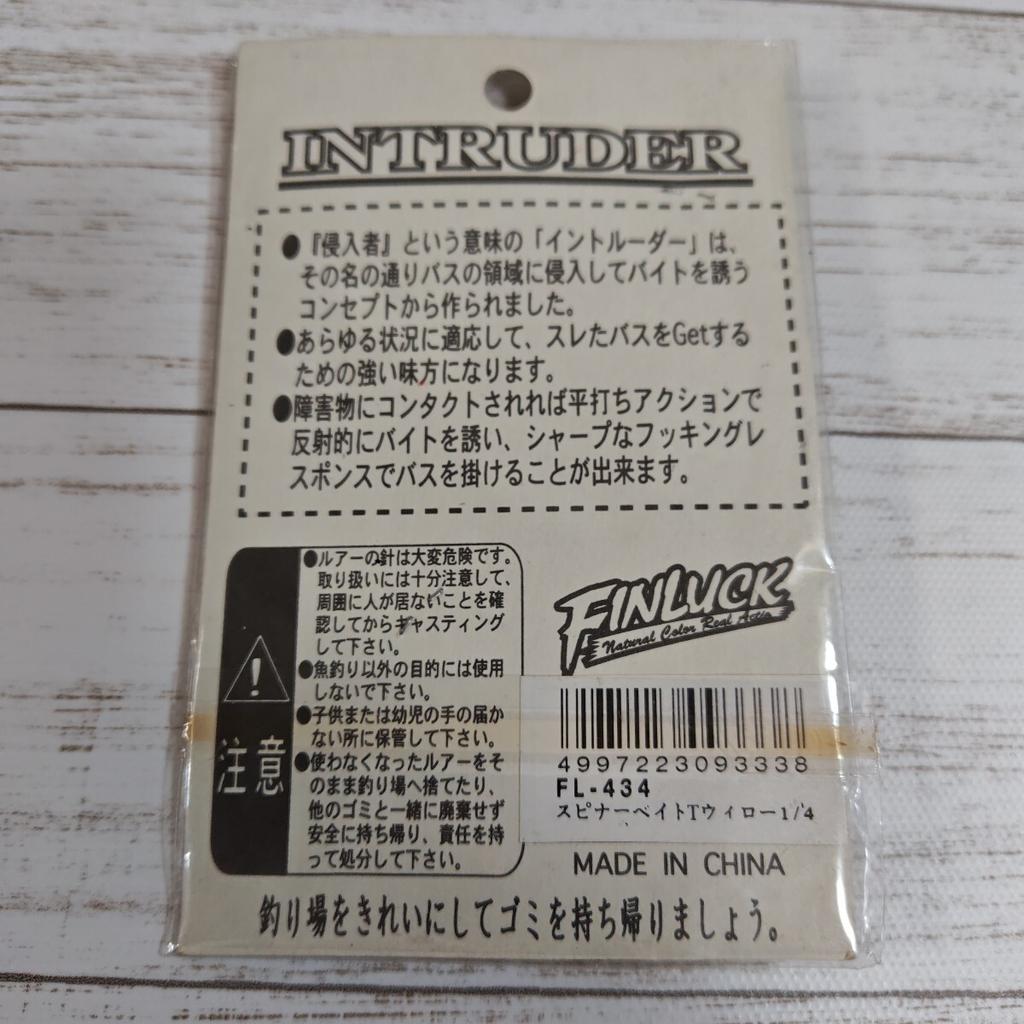 INTRUDER
●『侵入者』という意味の「イントルーダー」は、
その名の通りバスの領域に侵入してバイトを誘う
コンセプトから作られました。
●あらゆる状況に適応して、スレたバスをGetする
ための強い味方になります。
●障害物にコンタクトされれば平打ちアクションで
反射的にバイトを誘い、シャープなフッキングレ
スポンスでバスを掛けることが出来ます。
注意
●ルアーの針は大変危険です。
取り扱いには十分注意して、
周囲に人が居ないことを確
認してからキャスティング
して下さい。
●魚釣り以外の目的には使用
しないで下さい。
●子供または幼児の手の届か
ない所に保管して下さい。
●使わなくなったルアーをそ
のまま釣り場へ捨てたり、
他のゴミと一緒に廃棄せず
安全に持ち帰り、責任を持
って処分して下さい。
FINLUCK
Natural Color Real Actio
4997223093338
FL-434
スピナーベイトTウィロー1/4
MADE IN CHINA
釣り場をきれいにしてゴミを持ち帰りましょう。